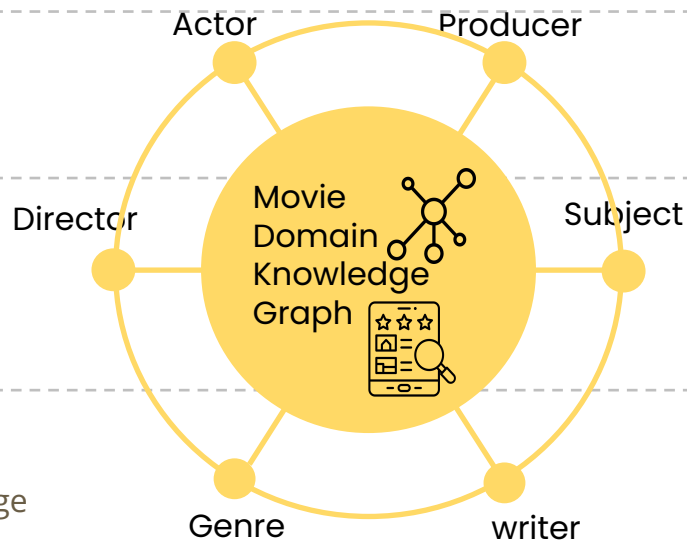 Actor
Producer
Movie
Domain
Knowledge
Graph
Director
Subject
Genre
writer